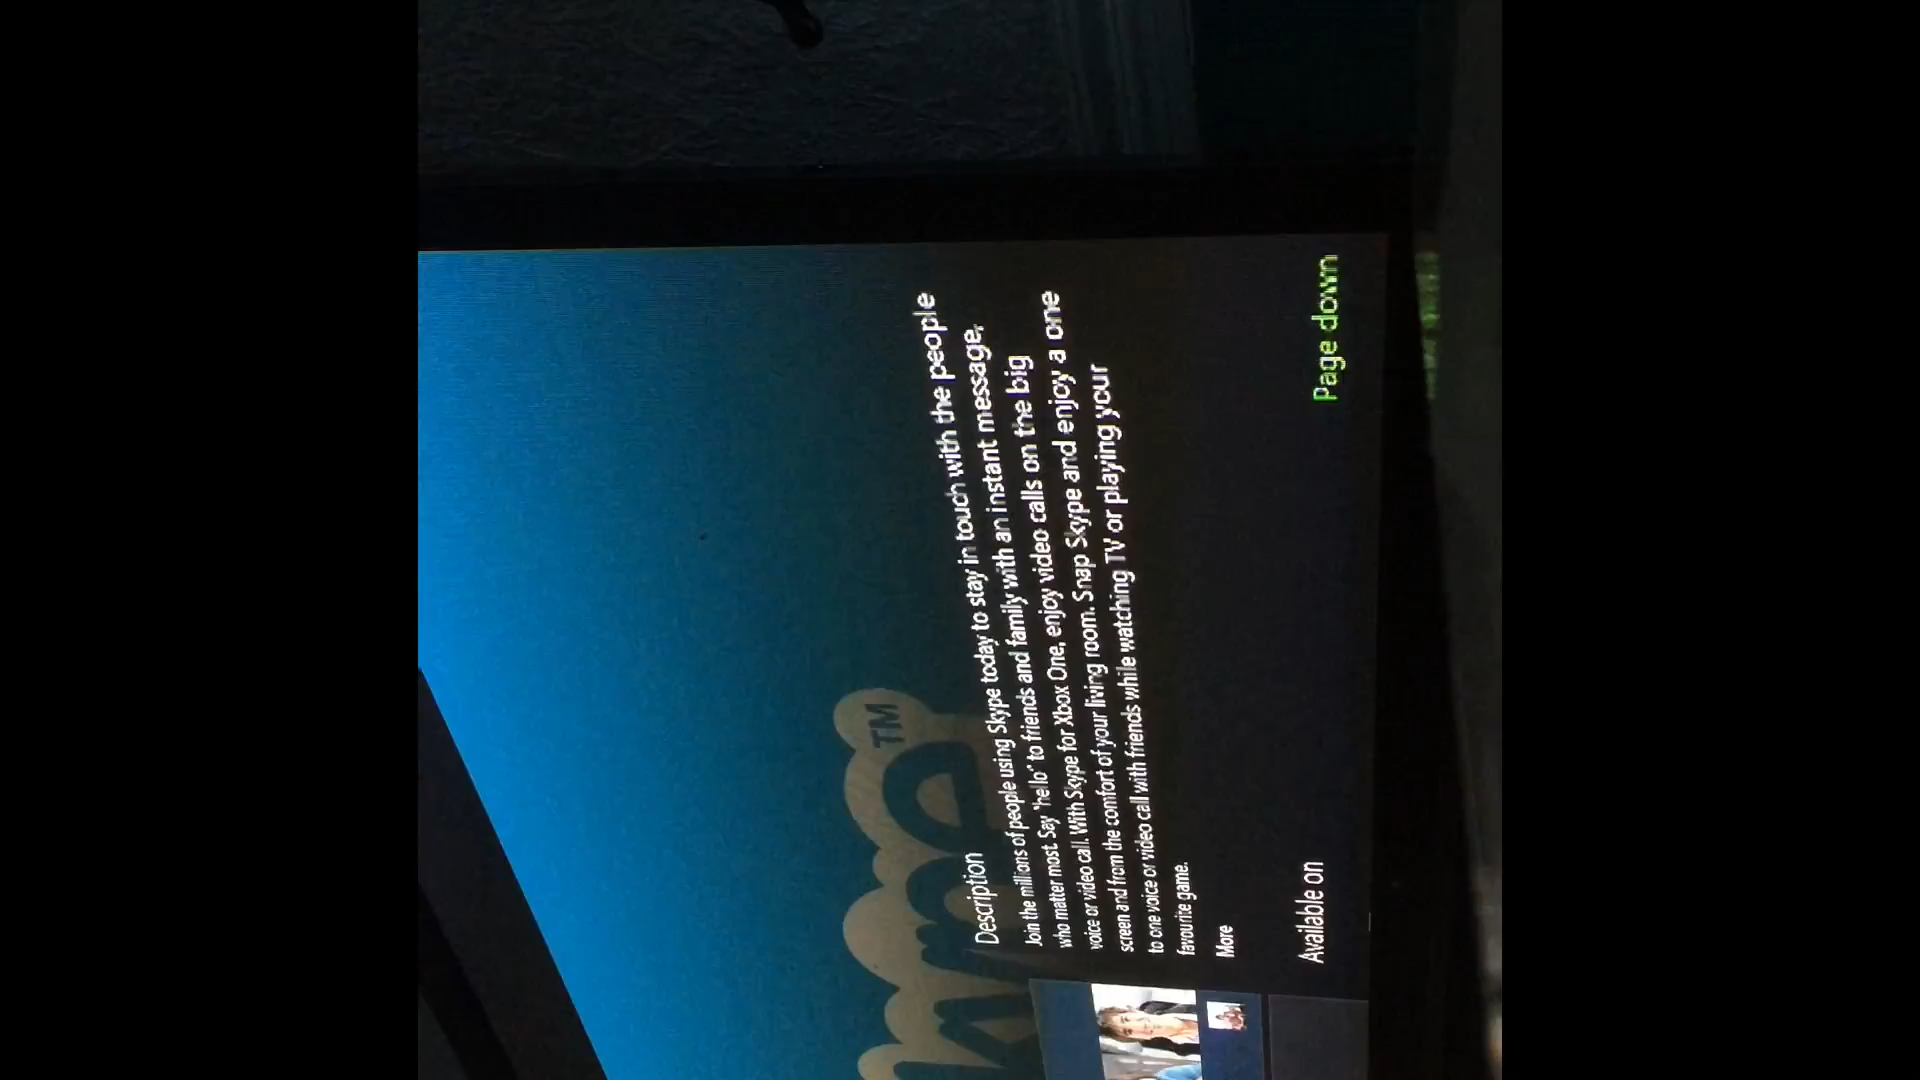 ype™
Description
Join the millions of people using Skype today to stay in touch with the people
who matter most. Say "hello" to friends and family with an instant message,
voice or video call. With Skype for Xbox One, enjoy video calls on the big
screen and from the comfort of your living room. Snap Skype and enjoy a one
to one voice or video call with friends while watching TV or playing your
favourite game.
More
Available on
Page down